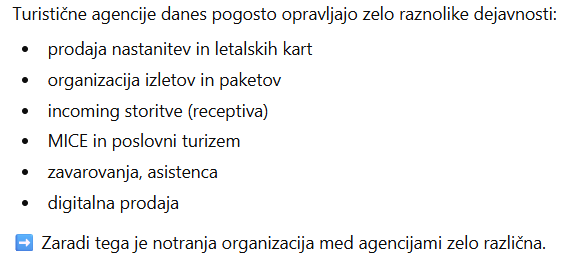 Turistične agencije danes pogosto opravljajo zelo raznolike dejavnosti:
• prodaja nastanitev in letalskih kart
• organizacija izletov in paketov
• incoming storitve (receptiva)
• MICE in poslovni turizem
• zavarovanja, asistenca
• digitalna prodaja
➡️ Zaradi tega je notranja organizacija med agencijami zelo različna.